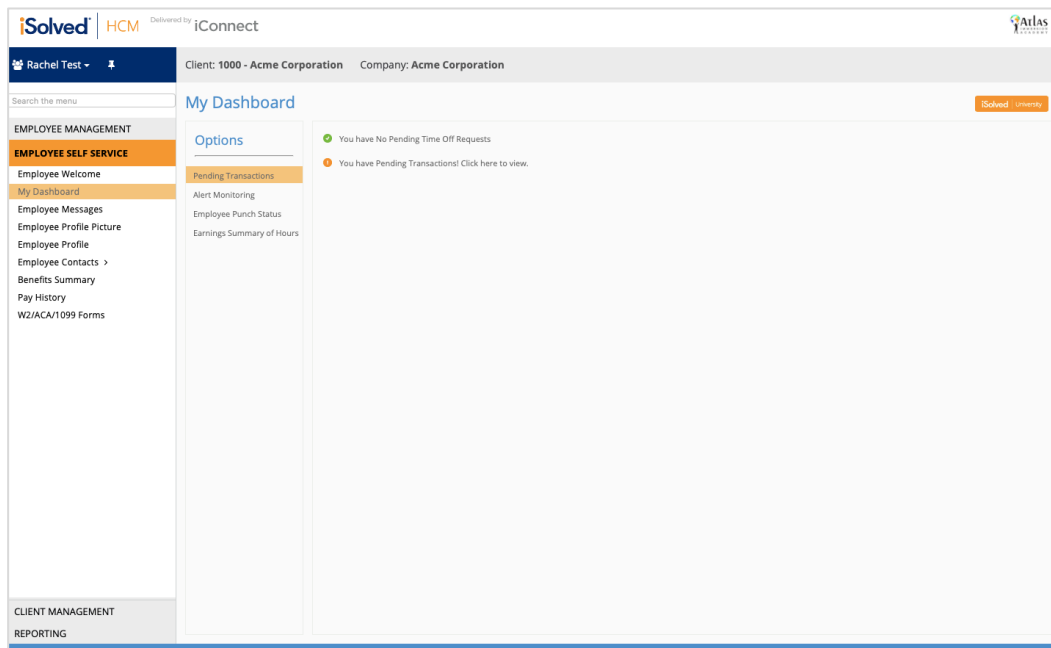 iSolved HCM Delivered by iConnect
Atlas
Rachel Test
Client: 1000 - Acme Corporation Company: Acme Corporation
Search the menu
My Dashboard
iSolved University
EMPLOYEE MANAGEMENT
EMPLOYEE SELF SERVICE
Employee Welcome
My Dashboard
Employee Messages
Employee Profile Picture
Employee Profile
Employee Contacts >
Benefits Summary
Pay History
W2/ACA/1099 Forms
CLIENT MANAGEMENT
REPORTING
Options
Pending Transactions
Alert Monitoring
Employee Punch Status
Earnings Summary of Hours
You have No Pending Time Off Requests
You have Pending Transactions! Click here to view.